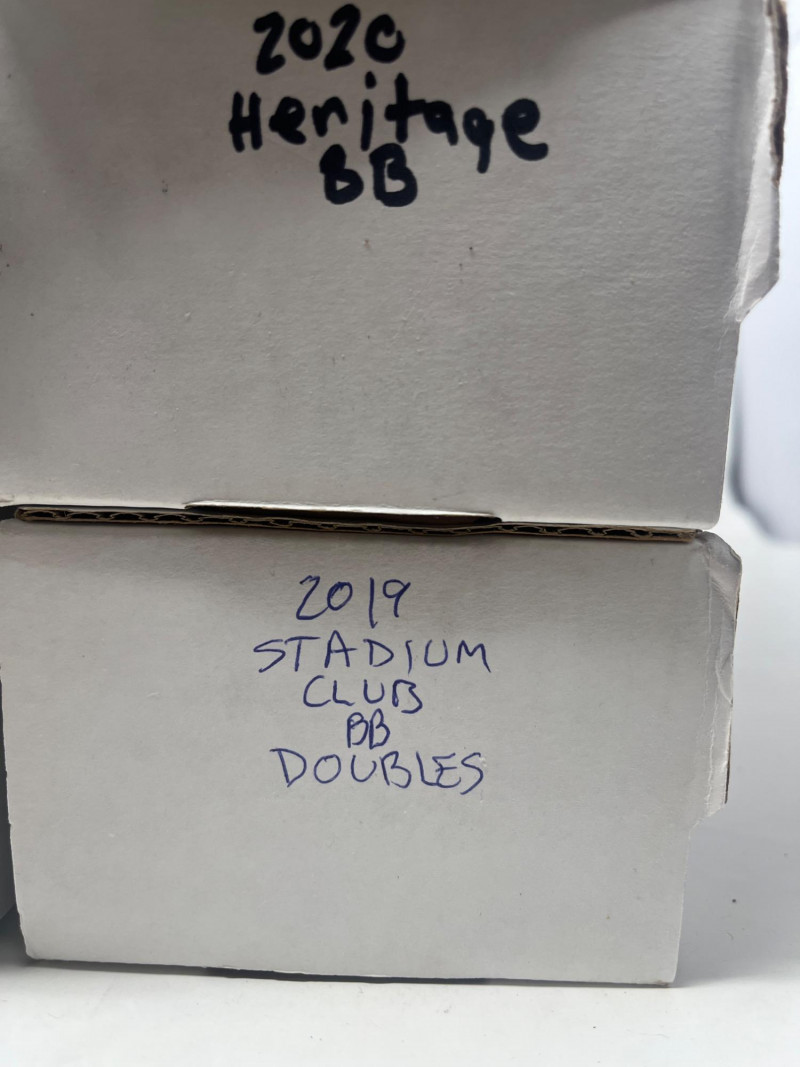 2020
Heritage
BB
2019
STADIUM
CLUB
BB
DOUBLES